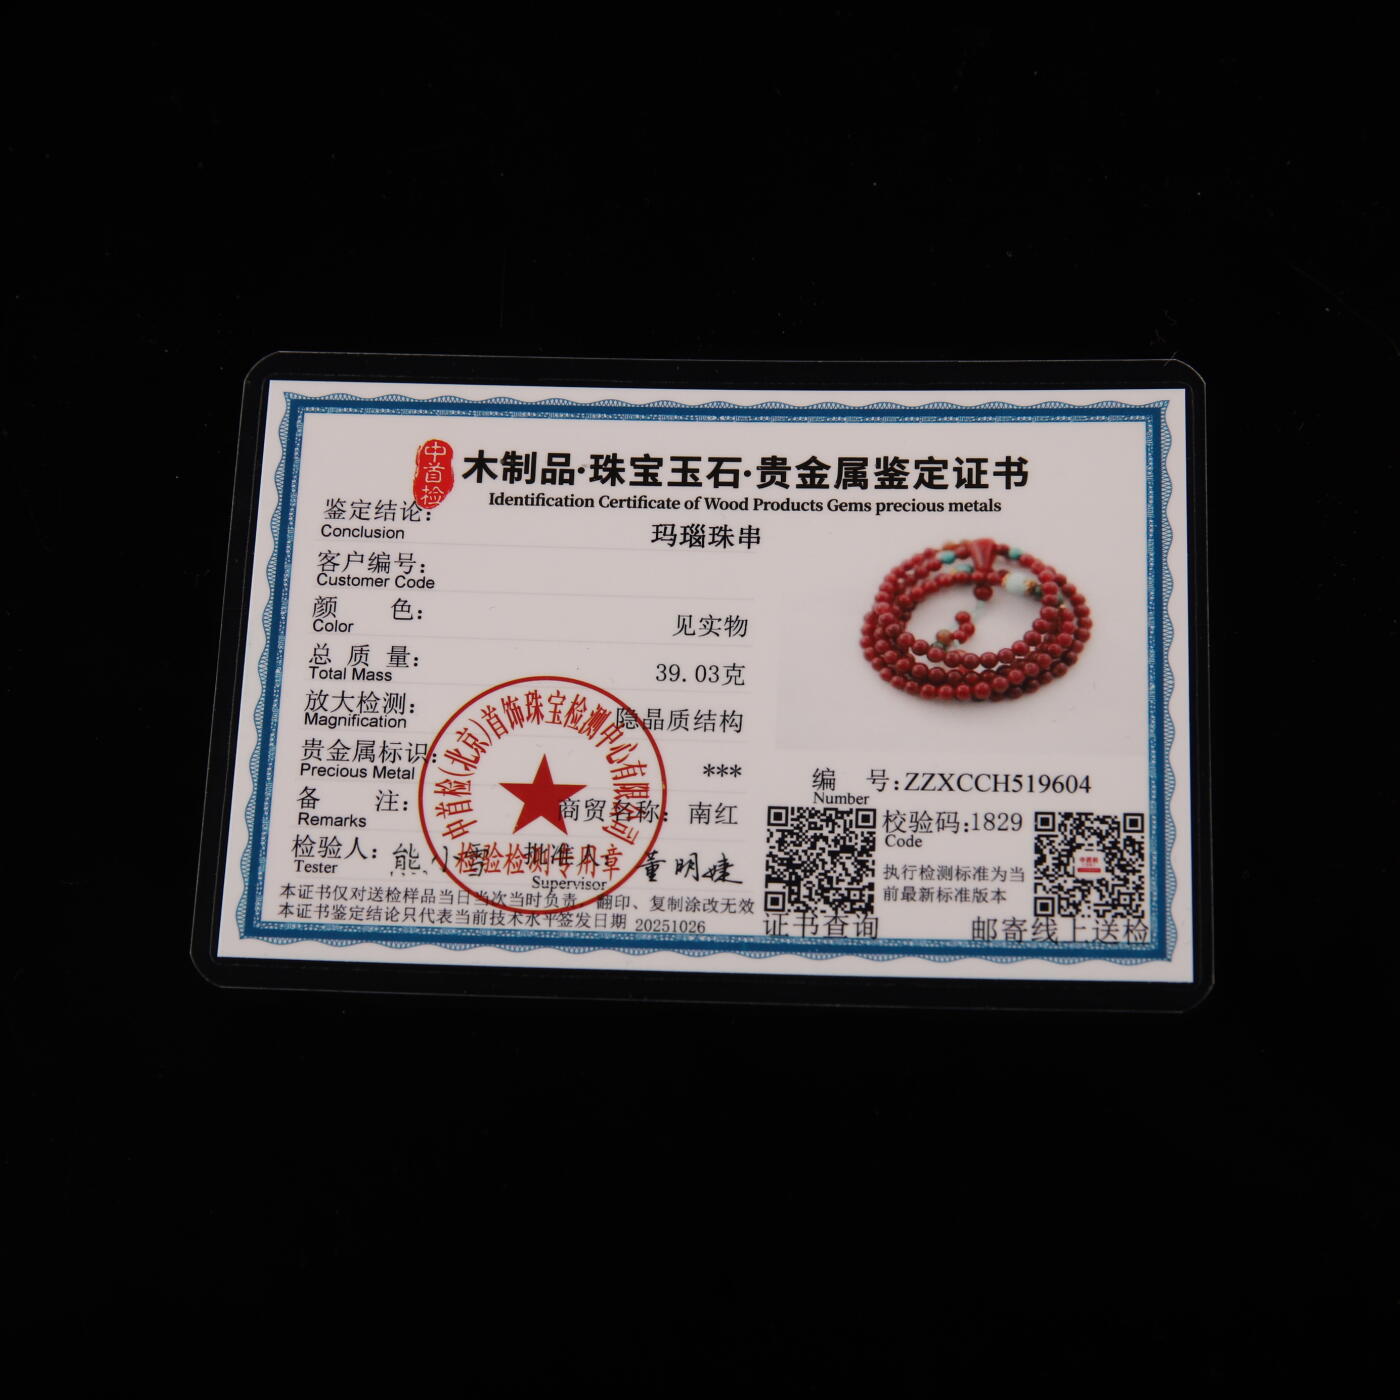 中首检
木制品·珠宝玉石·贵金属鉴定证书
Identification Certificate of Wood Products Gems precious metals
鉴定结论: 玛瑙珠串
Conclusion
客户编号:
Customer Code
颜 色: 见实物
Color
总 质 量: 39.03克
Total Mass
放大检测: 隐晶质结构
Magnification
贵金属标识: ***
Precious Metal
备 注: 商贸名称: 南红
Remarks
检验人: 批准人: 董明婕
Tester Supervisor
中首检(北京)首饰珠宝检测中心有限公司
检验检测专用章
本证书仅对送检样品当日当次当时负责 翻印、复制涂改无效
本证书鉴定结论只代表当前技术水平签发日期 20251026
编 号:ZZXCCH519604
Number
校验码:1829
Code
执行检测标准为当
前最新标准版本
证书查询
邮寄线上送检